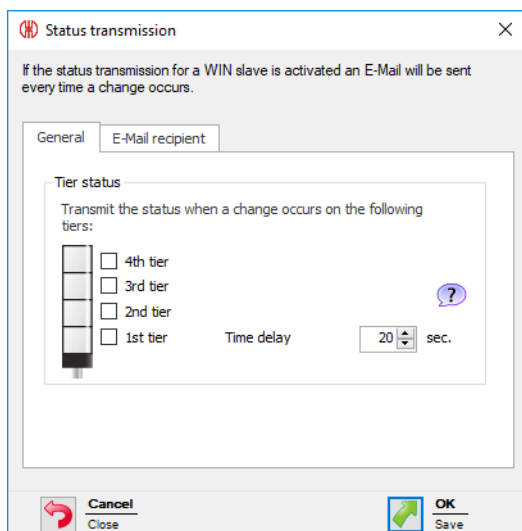 Status transmission
If the status transmission for a WIN slave is activated an E-Mail will be sent
every time a change occurs.
General
E-Mail recipient
Tier status
Transmit the status when a change occurs on the following
tiers:
4th tier
3rd tier
2nd tier
1st tier Time delay 20 sec.
?
Cancel
Close
OK
Save